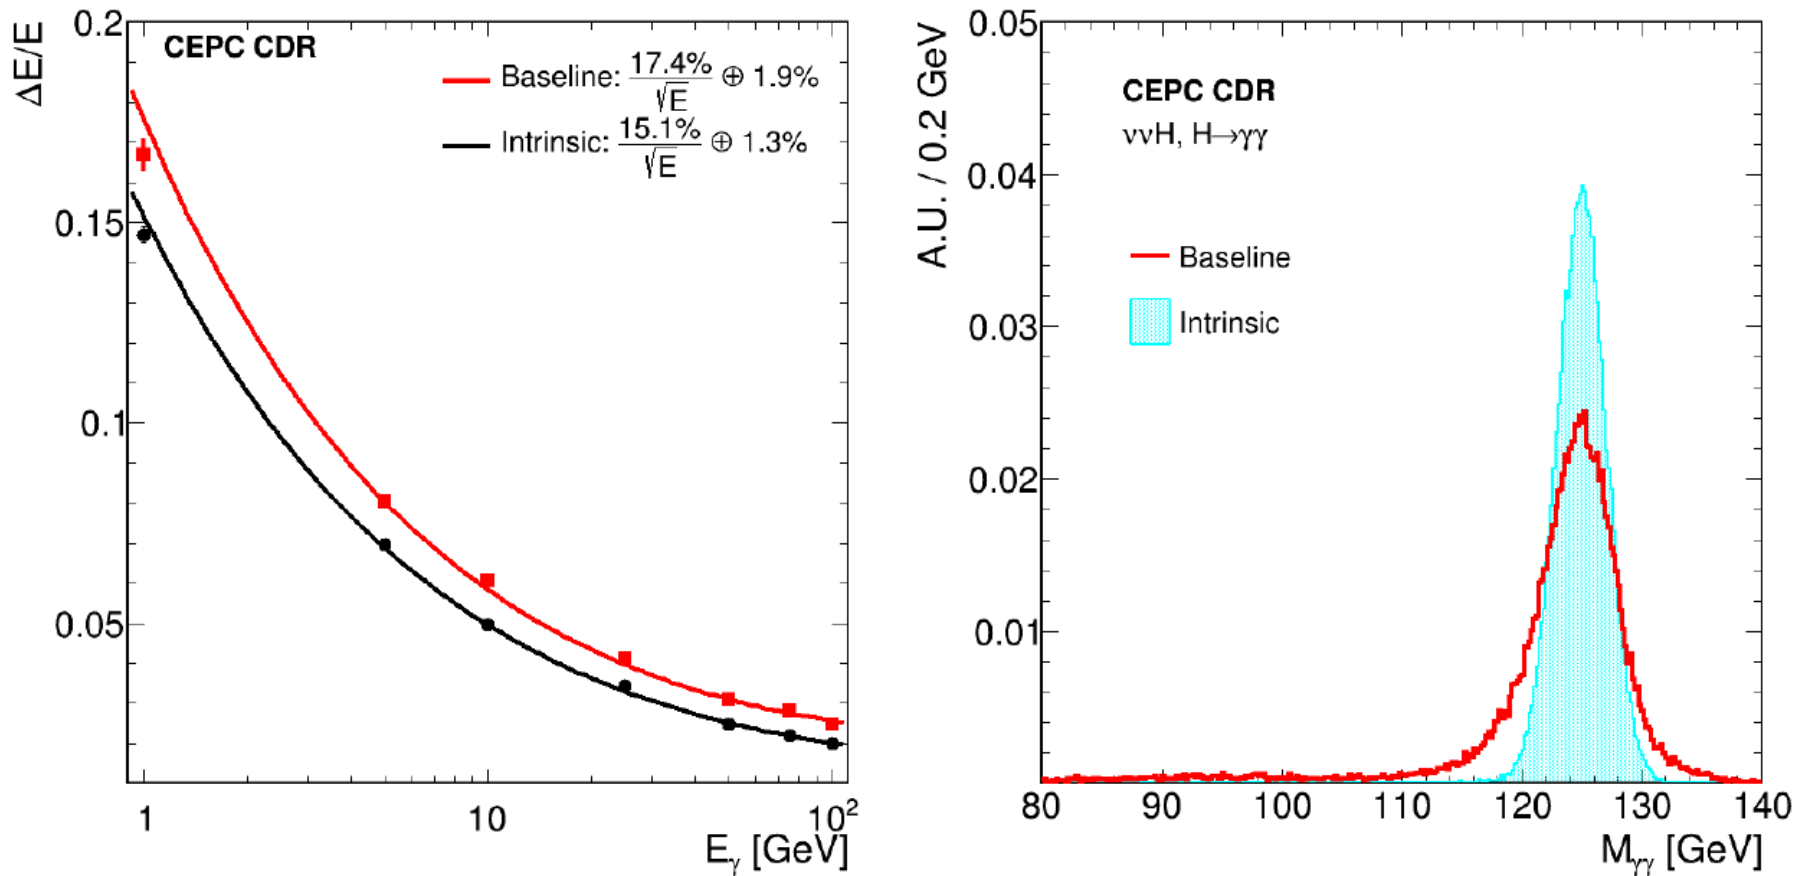 ΔE/E
0.2
0.15
0.1
0.05
CEPC CDR
Baseline: 17.4%/√E ⊕ 1.9%
Intrinsic: 15.1%/√E ⊕ 1.3%
1 10 10²
Eγ [GeV]
A.U. / 0.2 GeV
0.05
0.04
0.03
0.02
0.01
CEPC CDR
ννH, H→γγ
Baseline
Intrinsic
80 90 100 110 120 130 140
Mγγ [GeV]